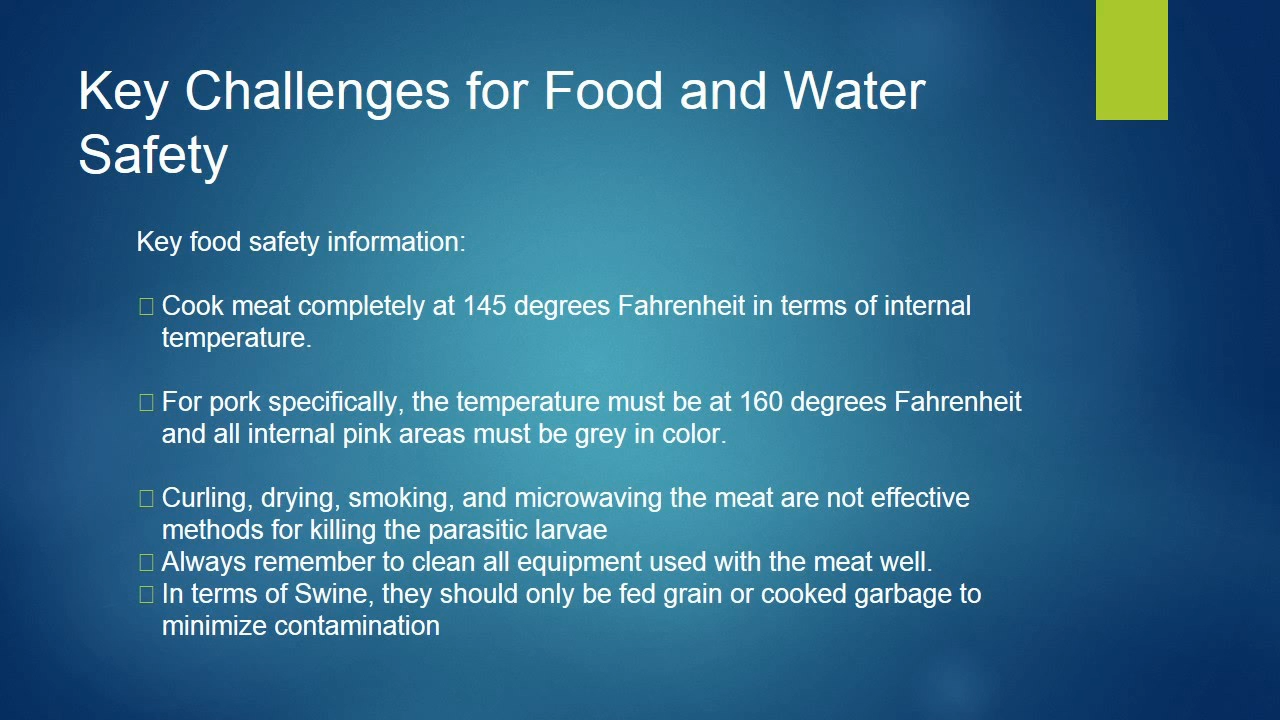 Key Challenges for Food and Water
Safety
Key food safety information:
Cook meat completely at 145 degrees Fahrenheit in terms of internal
temperature.
For pork specifically, the temperature must be at 160 degrees Fahrenheit
and all internal pink areas must be grey in color.
Curling, drying, smoking, and microwaving the meat are not effective
methods for killing the parasitic larvae
Always remember to clean all equipment used with the meat well.
In terms of Swine, they should only be fed grain or cooked garbage to
minimize contamination